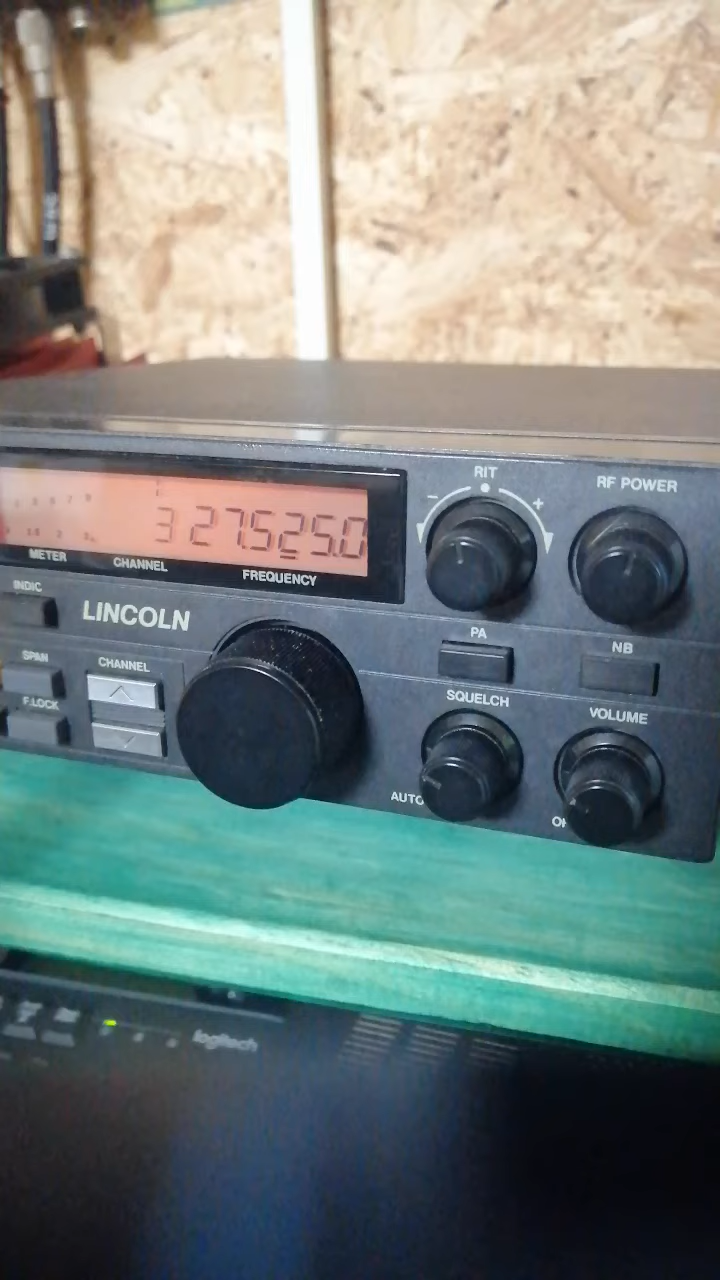 RIT
RF POWER
- +
3 27.525.0
METER CHANNEL FREQUENCY
INDIC
LINCOLN
PA
NB
SPAN
CHANNEL
F.LOCK
SQUELCH
VOLUME
AUTO
logitech